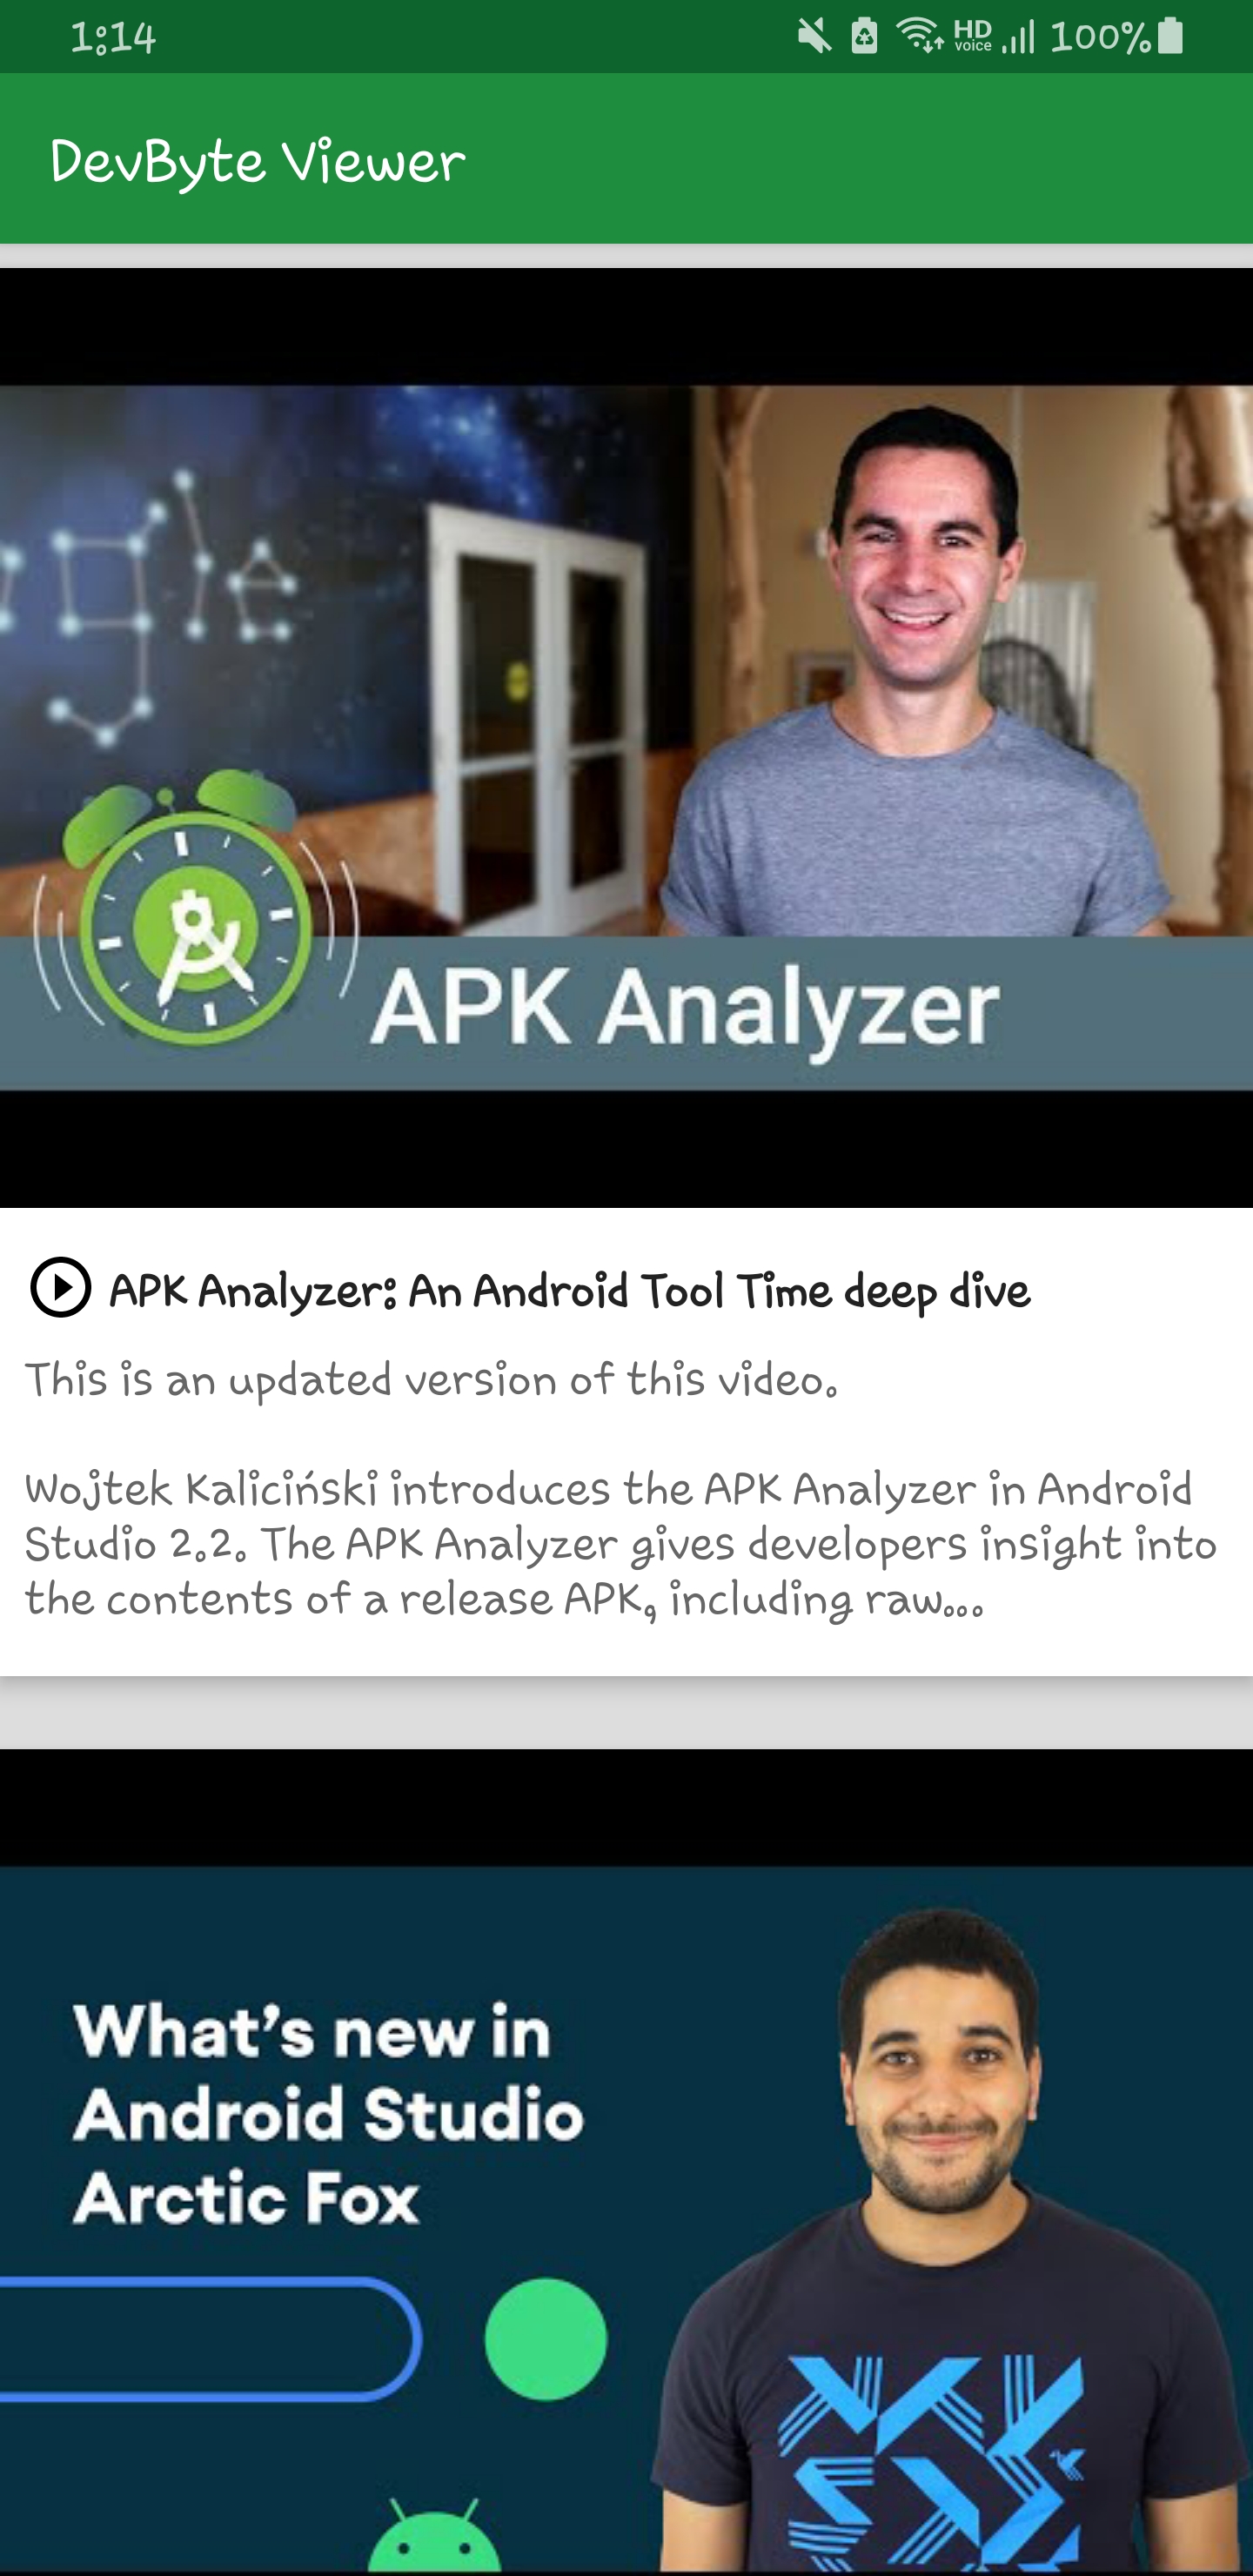 1:14
HD
voice
100%
DevByte Viewer
APK Analyzer
APK Analyzer: An Android Tool Time deep dive
This is an updated version of this video.
Wojtek Kaliciński introduces the APK Analyzer in Android
Studio 2.2. The APK Analyzer gives developers insight into
the contents of a release APK, including raw...
What's new in
Android Studio
Arctic Fox